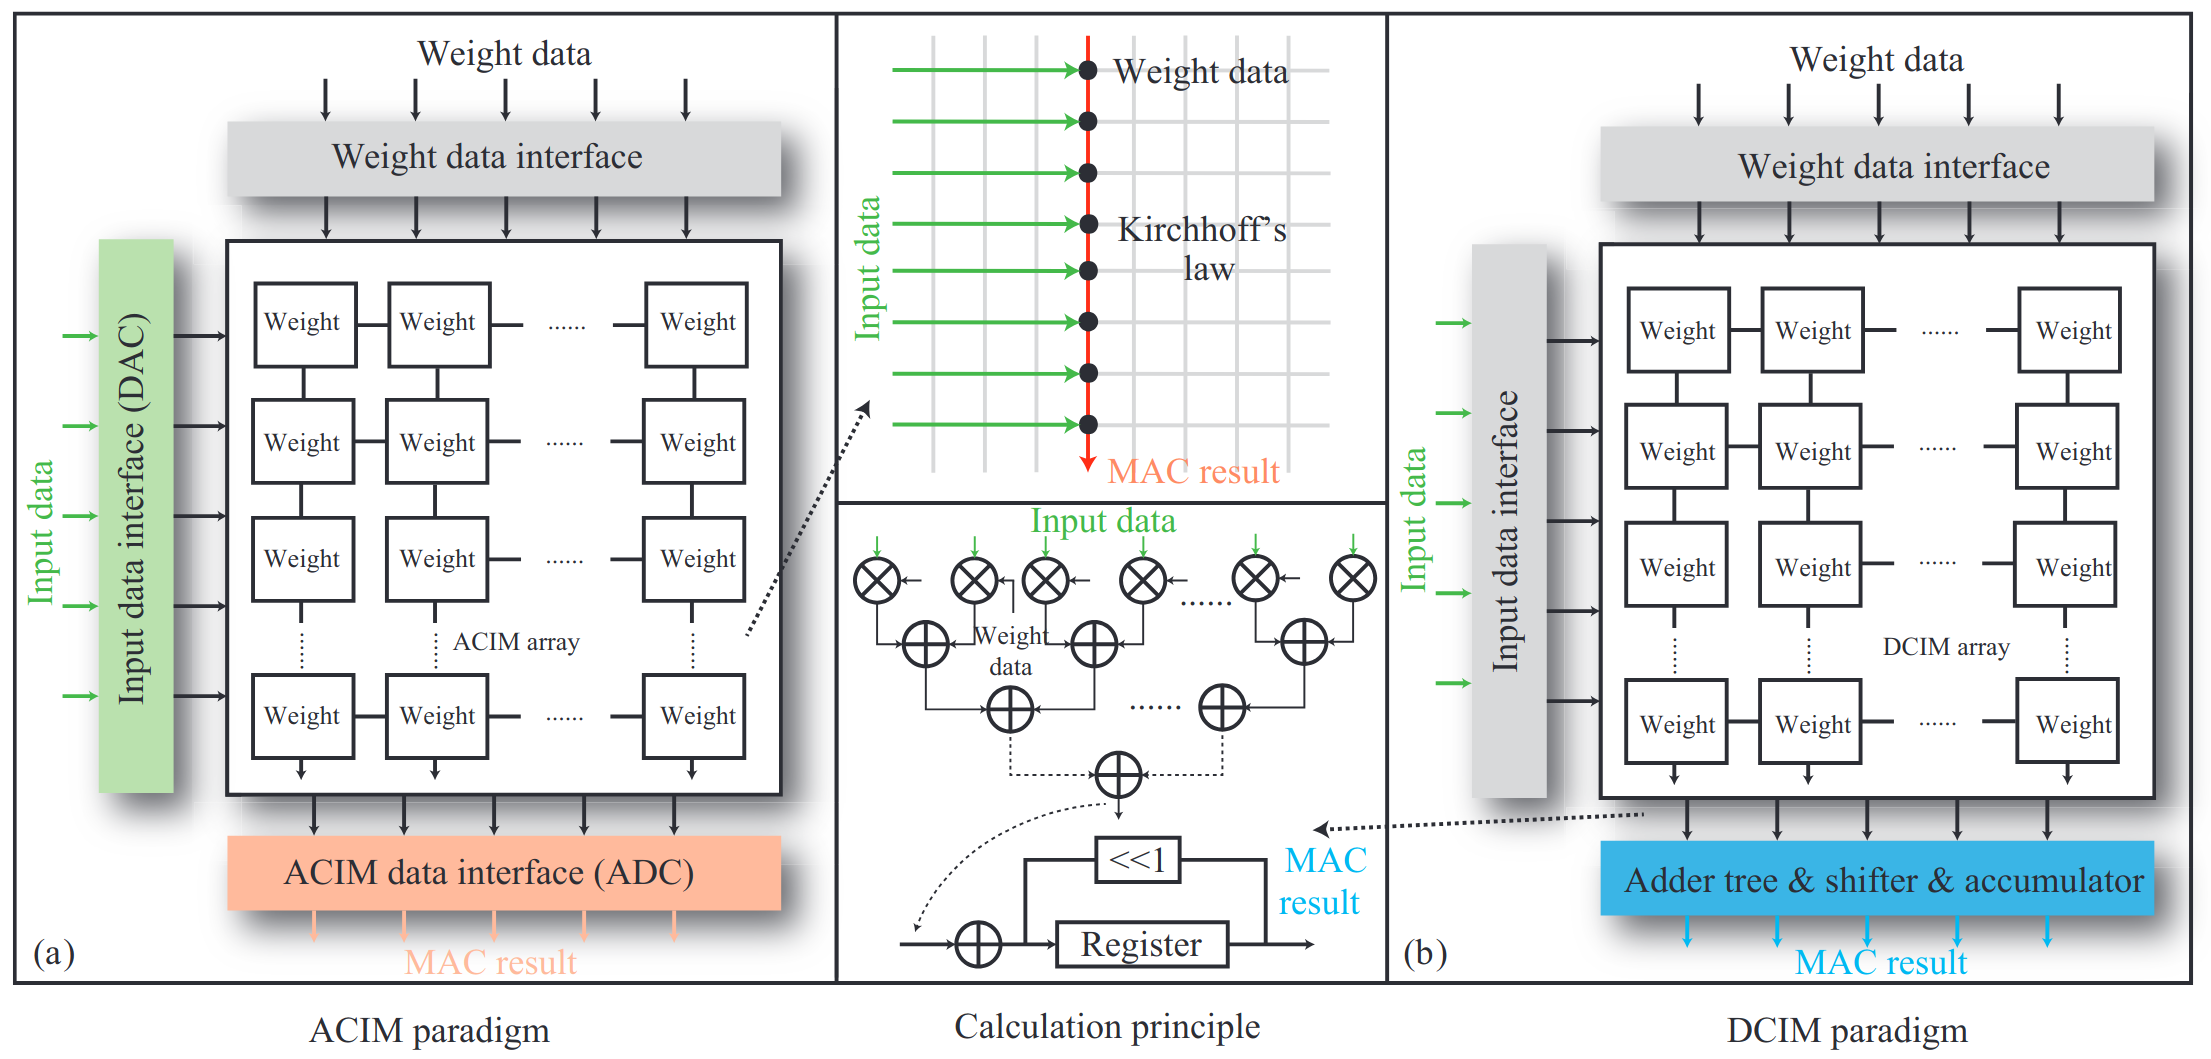 Weight data
Weight data interface
Input data
Input data interface (DAC)
Weight Weight ...... Weight
Weight Weight ...... Weight
Weight Weight ...... Weight
...... ...... ACIM array ......
Weight Weight ...... Weight
ACIM data interface (ADC)
(a)
MAC result
ACIM paradigm
Weight data
Input data
Kirchhoff's
law
MAC result
Input data
......
Weight
data
......
<<1
Register
MAC
result
Calculation principle
Weight data
Weight data interface
Input data
Input data interface
Weight Weight ...... Weight
Weight Weight ...... Weight
Weight Weight ...... Weight
...... ...... DCIM array ......
Weight Weight ...... Weight
Adder tree & shifter & accumulator
(b)
MAC result
DCIM paradigm